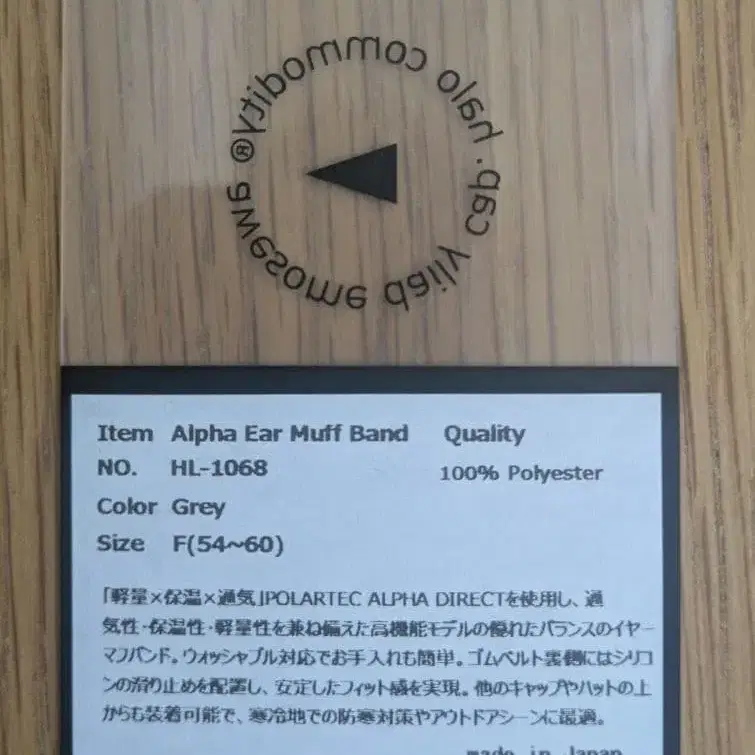 halo commodity® awesome daily cap.
Item Alpha Ear Muff Band Quality
NO. HL-1068 100% Polyester
Color Grey
Size F(54~60)
「軽量×保温×通気」POLARTEC ALPHA DIRECTを使用し、通
気性・保温性・軽量性を兼ね備えた高機能モデルの優れたバランスのイヤー
マフバンド。ウォッシャブル対応でお手入れも簡単。ゴムベルト裏側にはシリコ
ンの滑り止めを配置し、安定したフィット感を実現。他のキャップやハットの上
からも装着可能で、寒冷地での防寒対策やアウトドアシーンに最適。
made in Japan